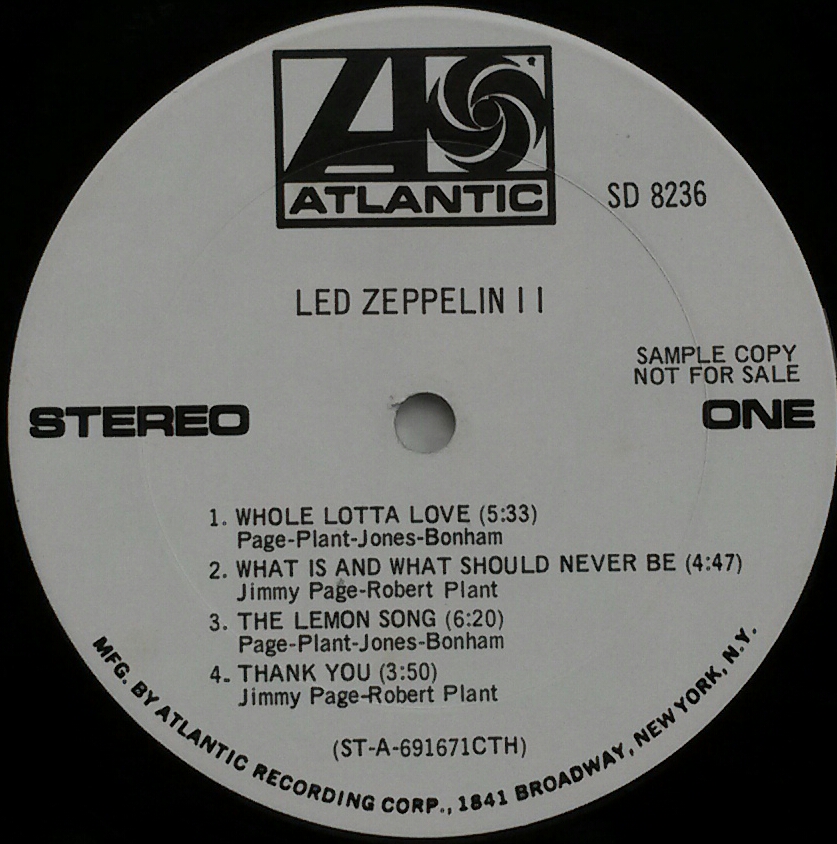 ATLANTIC
SD 8236
LED ZEPPELIN II
SAMPLE COPY
NOT FOR SALE
STEREO
ONE
1. WHOLE LOTTA LOVE (5:33)
Page-Plant-Jones-Bonham
2. WHAT IS AND WHAT SHOULD NEVER BE (4:47)
Jimmy Page-Robert Plant
3. THE LEMON SONG (6:20)
Page-Plant-Jones-Bonham
4. THANK YOU (3:50)
Jimmy Page-Robert Plant
(ST-A-691671CTH)
MFG. BY ATLANTIC RECORDING CORP., 1841 BROADWAY, NEW YORK, N.Y.